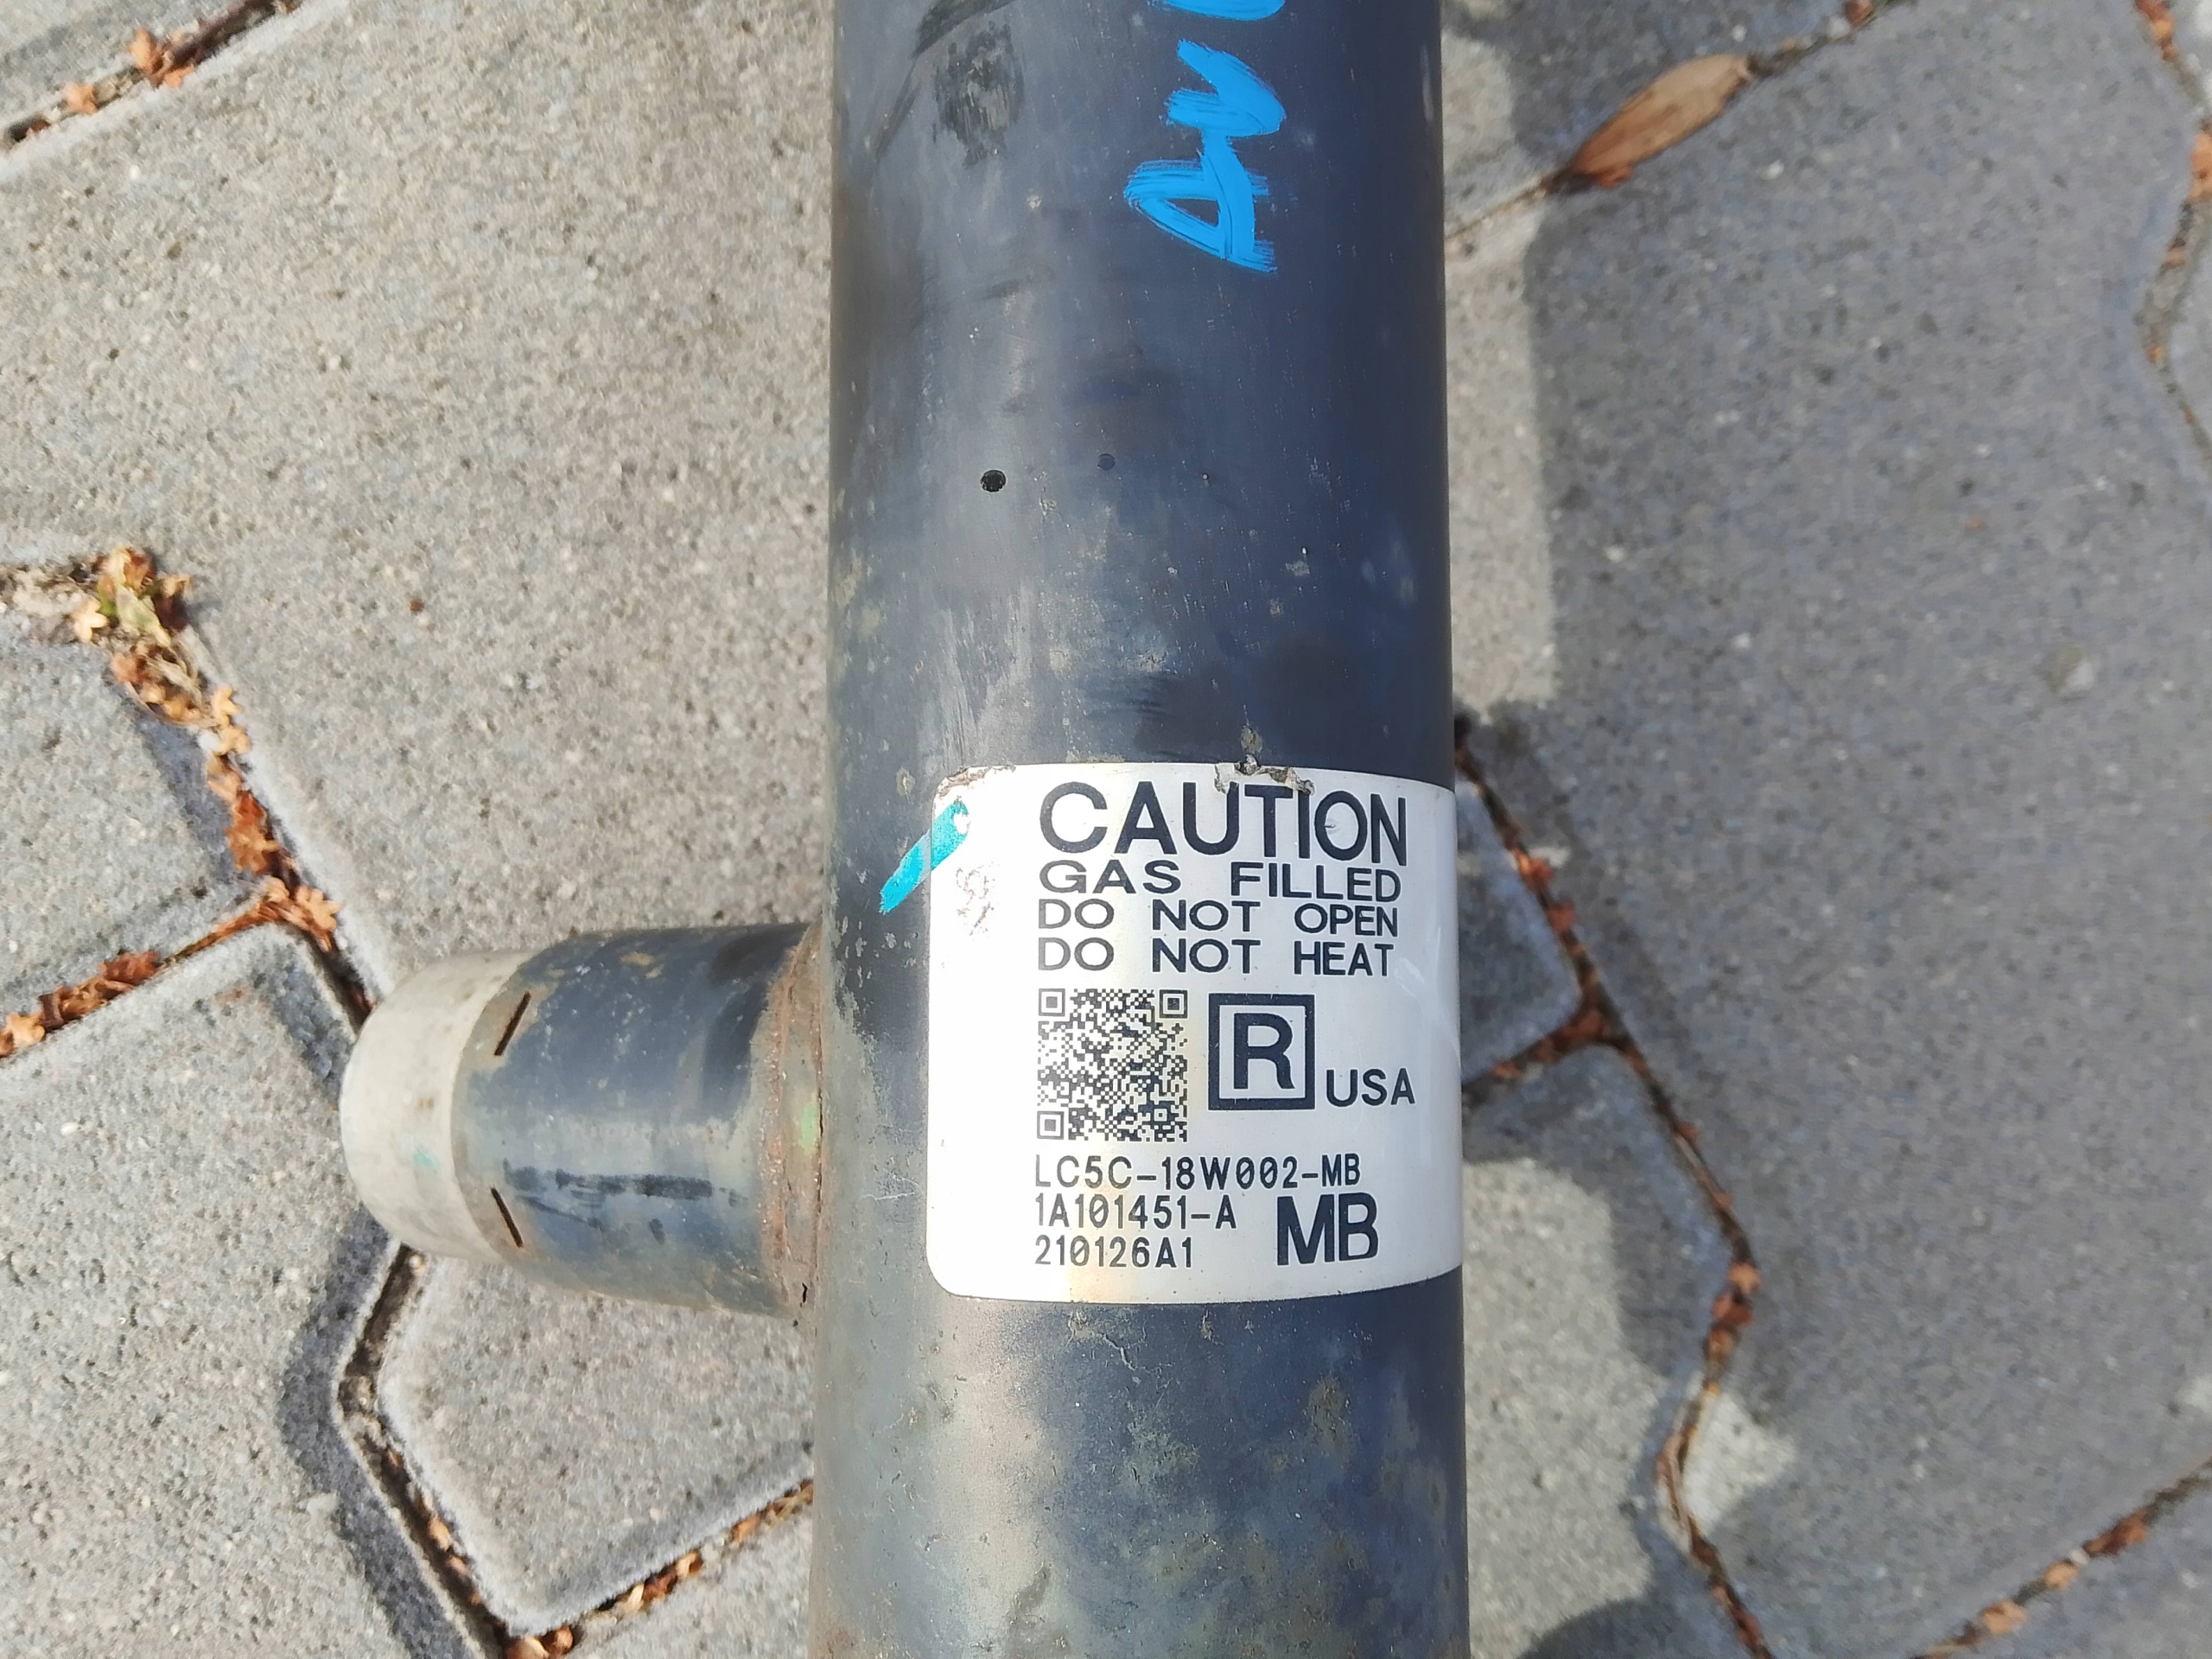 CAUTION
GAS FILLED
DO NOT OPEN
DO NOT HEAT
R USA
LC5C-18W002-MB
1A101451-A
210126A1 MB